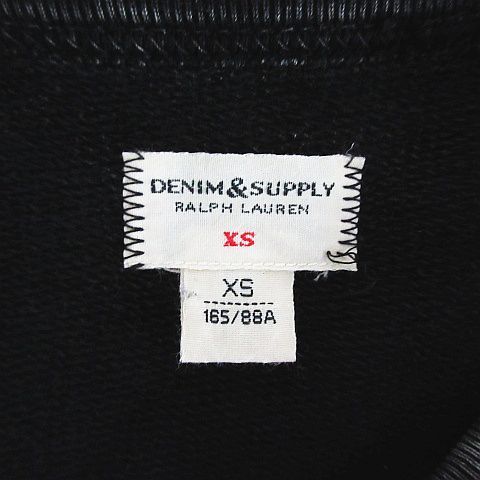 DENIM&SUPPLY
RALPH LAUREN
XS
XS
165/88A